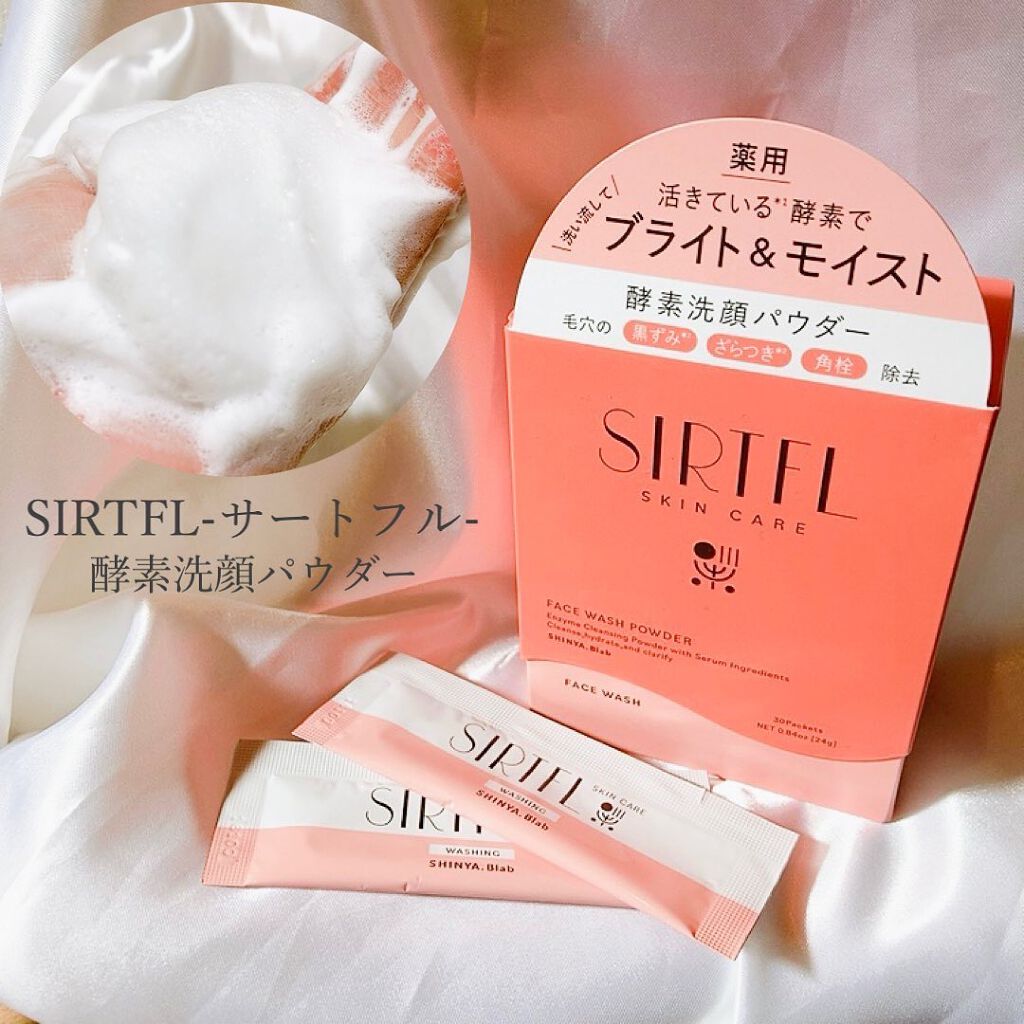 薬用
洗い流して
活きている*1酵素で
ブライト&モイスト
酵素洗顔パウダー
毛穴の 黒ずみ*2 ざらつき*2 角栓 除去
SIRTFL
SKIN CARE
FACE WASH POWDER
Enzyme Cleansing Powder with Serum Ingredients
Cleanse,hydrate,and clarify
SHINYA.Blab
FACE WASH
30Packets
NET 0.84oz [24g]
SIRTFL-サートフル-
酵素洗顔パウダー
SIRTFL
SKIN CARE
WASHING
SHINYA.Blab
WASHING
SHINYA.Blab